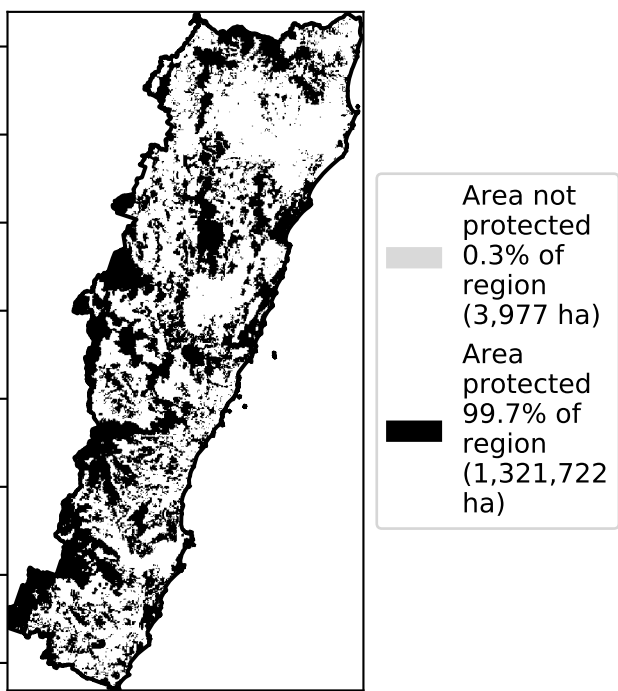 Area not
protected
0.3% of
region
(3,977 ha)
Area
protected
99.7% of
region
(1,321,722
ha)